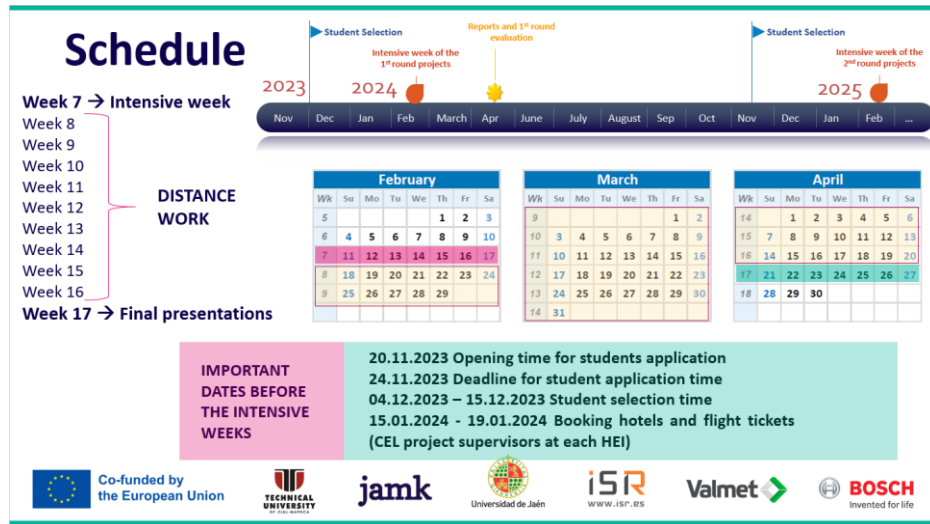 Schedule
Student Selection
Reports and 1st round
evaluation
Student Selection
Intensive week of the
1st round projects
Intensive week of the
2nd round projects
2023
2024
2025
Nov Dec Jan Feb March Apr June July August Sep Oct Nov Dec Jan Feb ...
Week 7 → Intensive week
Week 8
Week 9
Week 10
Week 11
Week 12
Week 13
Week 14
Week 15
Week 16
Week 17 → Final presentations
DISTANCE
WORK
February
Wk Su Mo Tu We Th Fr Sa
5 1 2 3
6 4 5 6 7 8 9 10
7 11 12 13 14 15 16 17
8 18 19 20 21 22 23 24
9 25 26 27 28 29
March
Wk Su Mo Tu We Th Fr Sa
9 1 2
10 3 4 5 6 7 8 9
11 10 11 12 13 14 15 16
12 17 18 19 20 21 22 23
13 24 25 26 27 28 29 30
14 31
April
Wk Su Mo Tu We Th Fr Sa
14 1 2 3 4 5 6
15 7 8 9 10 11 12 13
16 14 15 16 17 18 19 20
17 21 22 23 24 25 26 27
18 28 29 30
IMPORTANT
DATES BEFORE
THE INTENSIVE
WEEKS
20.11.2023 Opening time for students application
24.11.2023 Deadline for student application time
04.12.2023 – 15.12.2023 Student selection time
15.01.2024 - 19.01.2024 Booking hotels and flight tickets
(CEL project supervisors at each HEI)
Co-funded by
the European Union
TECHNICAL
UNIVERSITY
OF CLUJ-NAPOCA
jamk
Universidad de Jaén
iSR
www.isr.es
Valmet
BOSCH
Invented for life